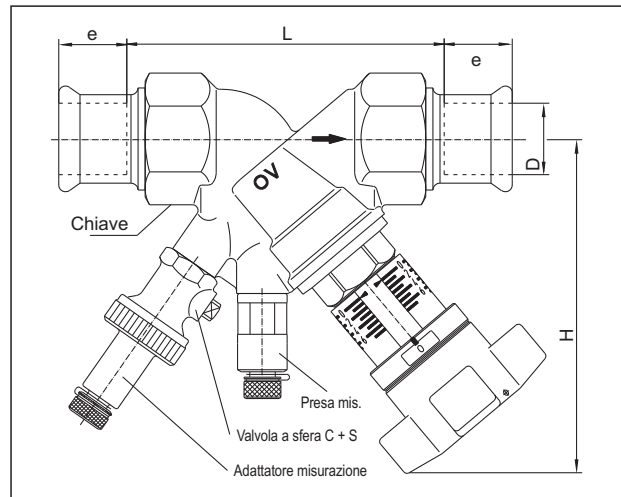 e
L
e
D
OV
Chiave
H
Presa mis.
Valvola a sfera C + S
Adattatore misurazione